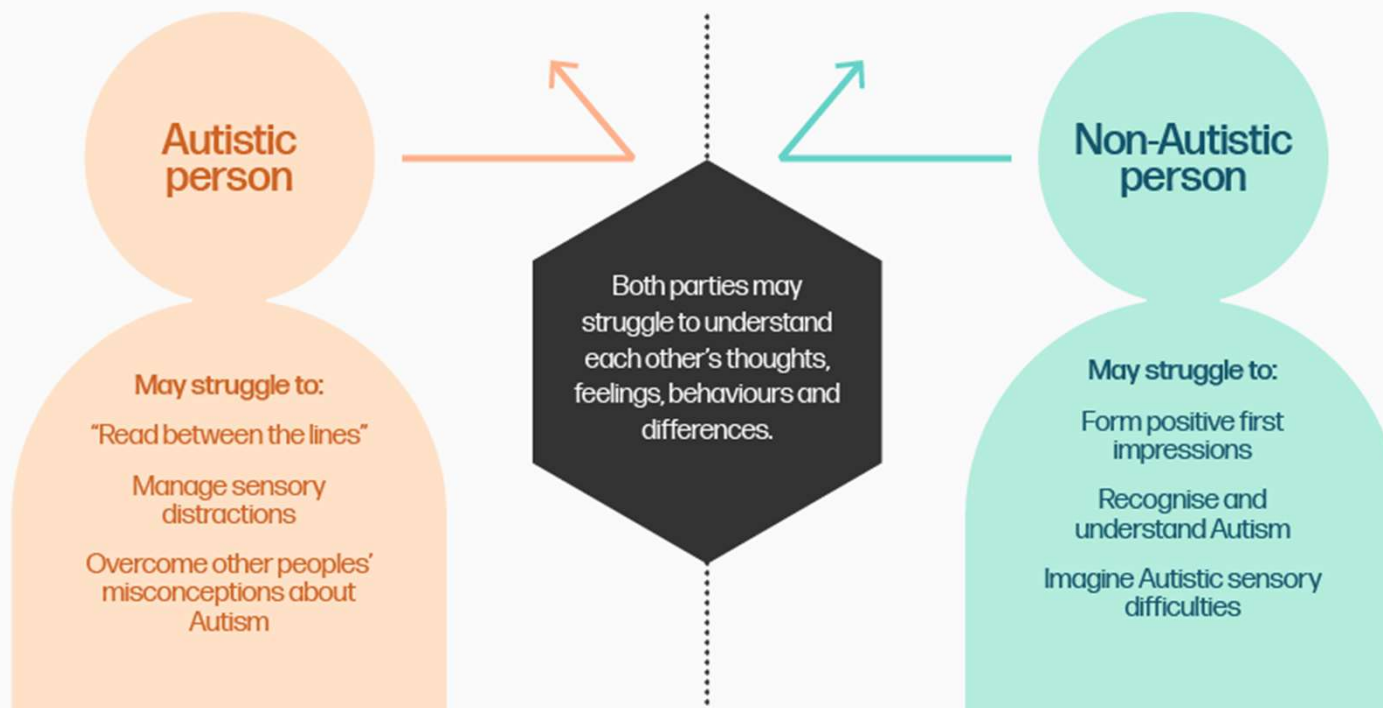 Autistic
person
May struggle to:
“Read between the lines”
Manage sensory
distractions
Overcome other peoples’
misconceptions about
Autism
Both parties may
struggle to understand
each other’s thoughts,
feelings, behaviours and
differences.
Non-Autistic
person
May struggle to:
Form positive first
impressions
Recognise and
understand Autism
Imagine Autistic sensory
difficulties